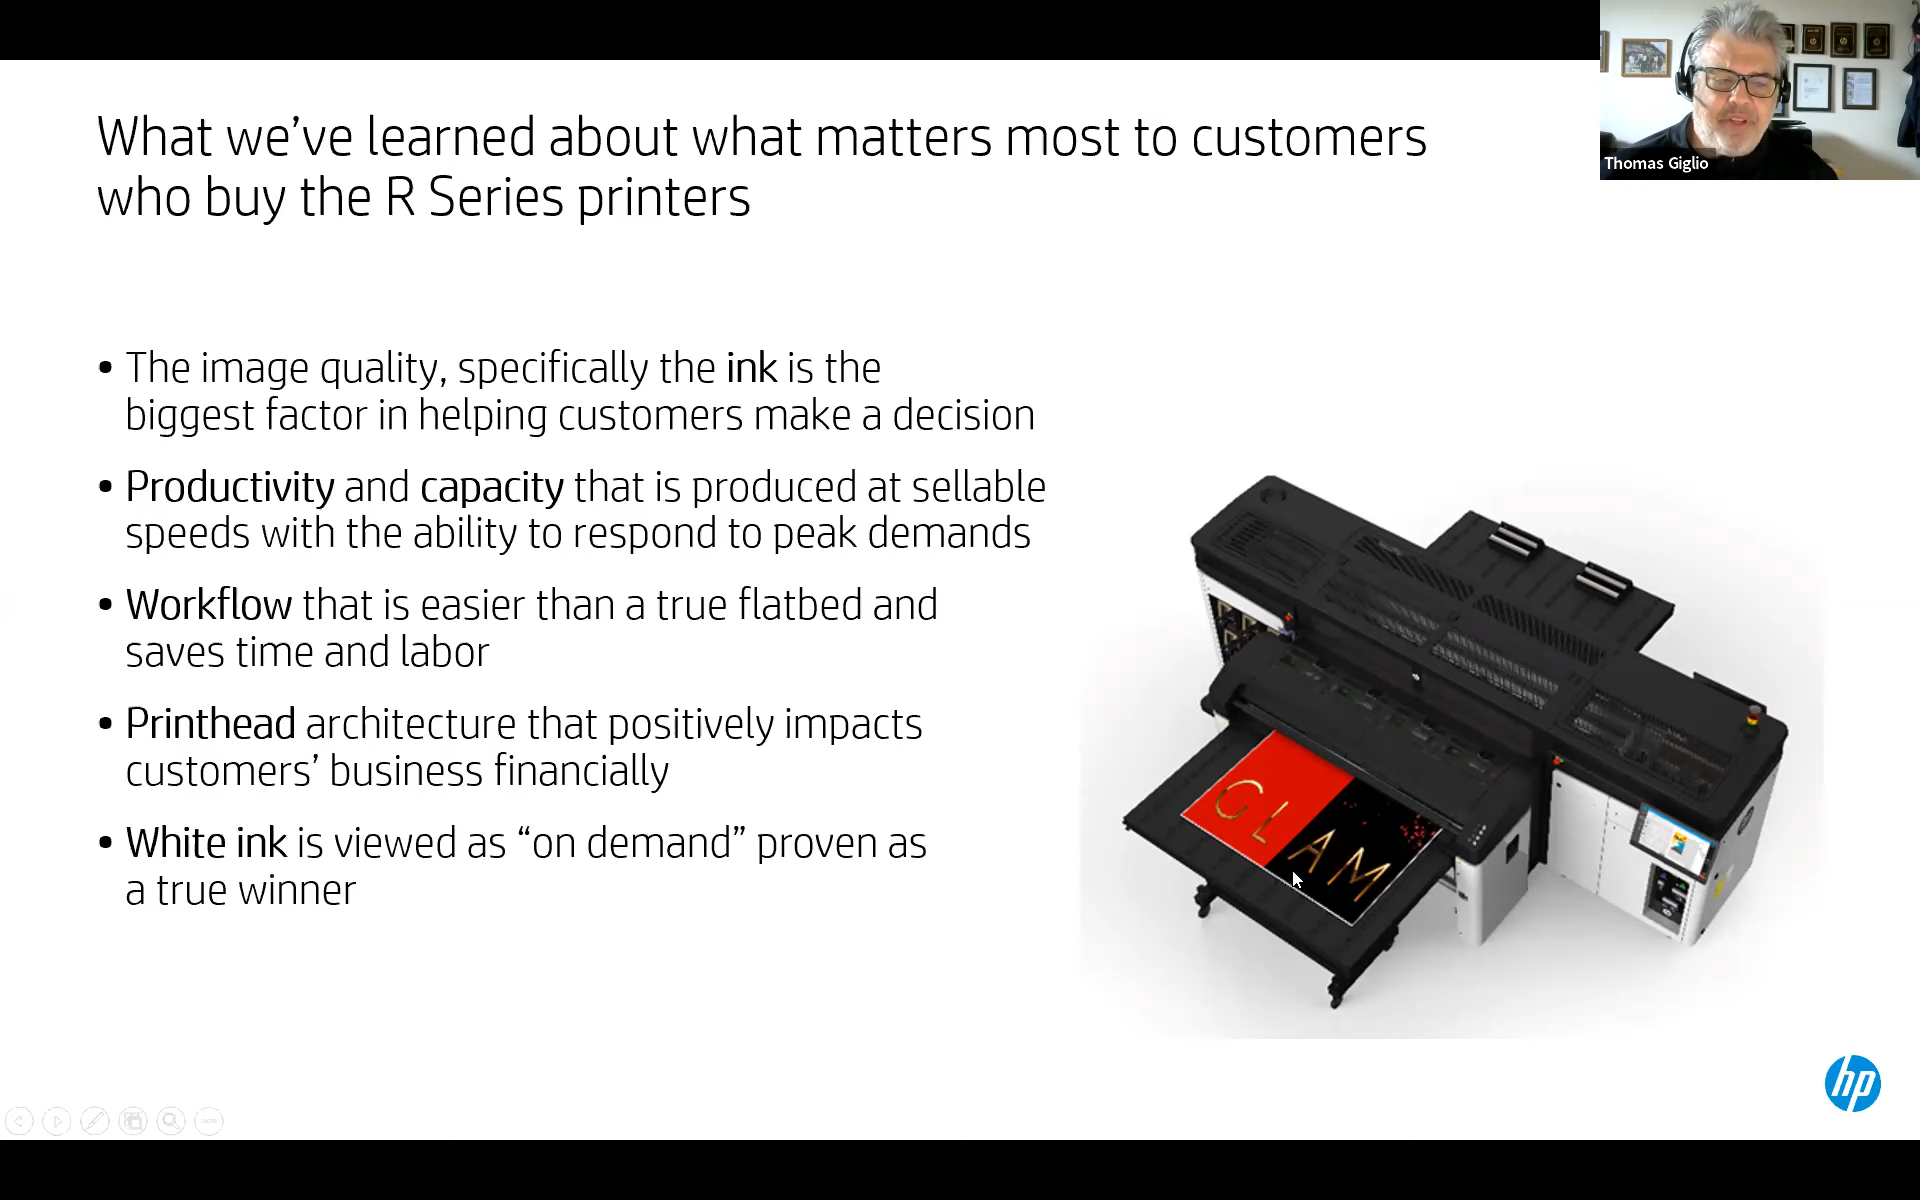 What we’ve learned about what matters most to customers
who buy the R Series printers
Thomas Giglio
• The image quality, specifically the ink is the
biggest factor in helping customers make a decision
• Productivity and capacity that is produced at sellable
speeds with the ability to respond to peak demands
• Workflow that is easier than a true flatbed and
saves time and labor
• Printhead architecture that positively impacts
customers’ business financially
• White ink is viewed as “on demand” proven as
a true winner
GLAM
hp